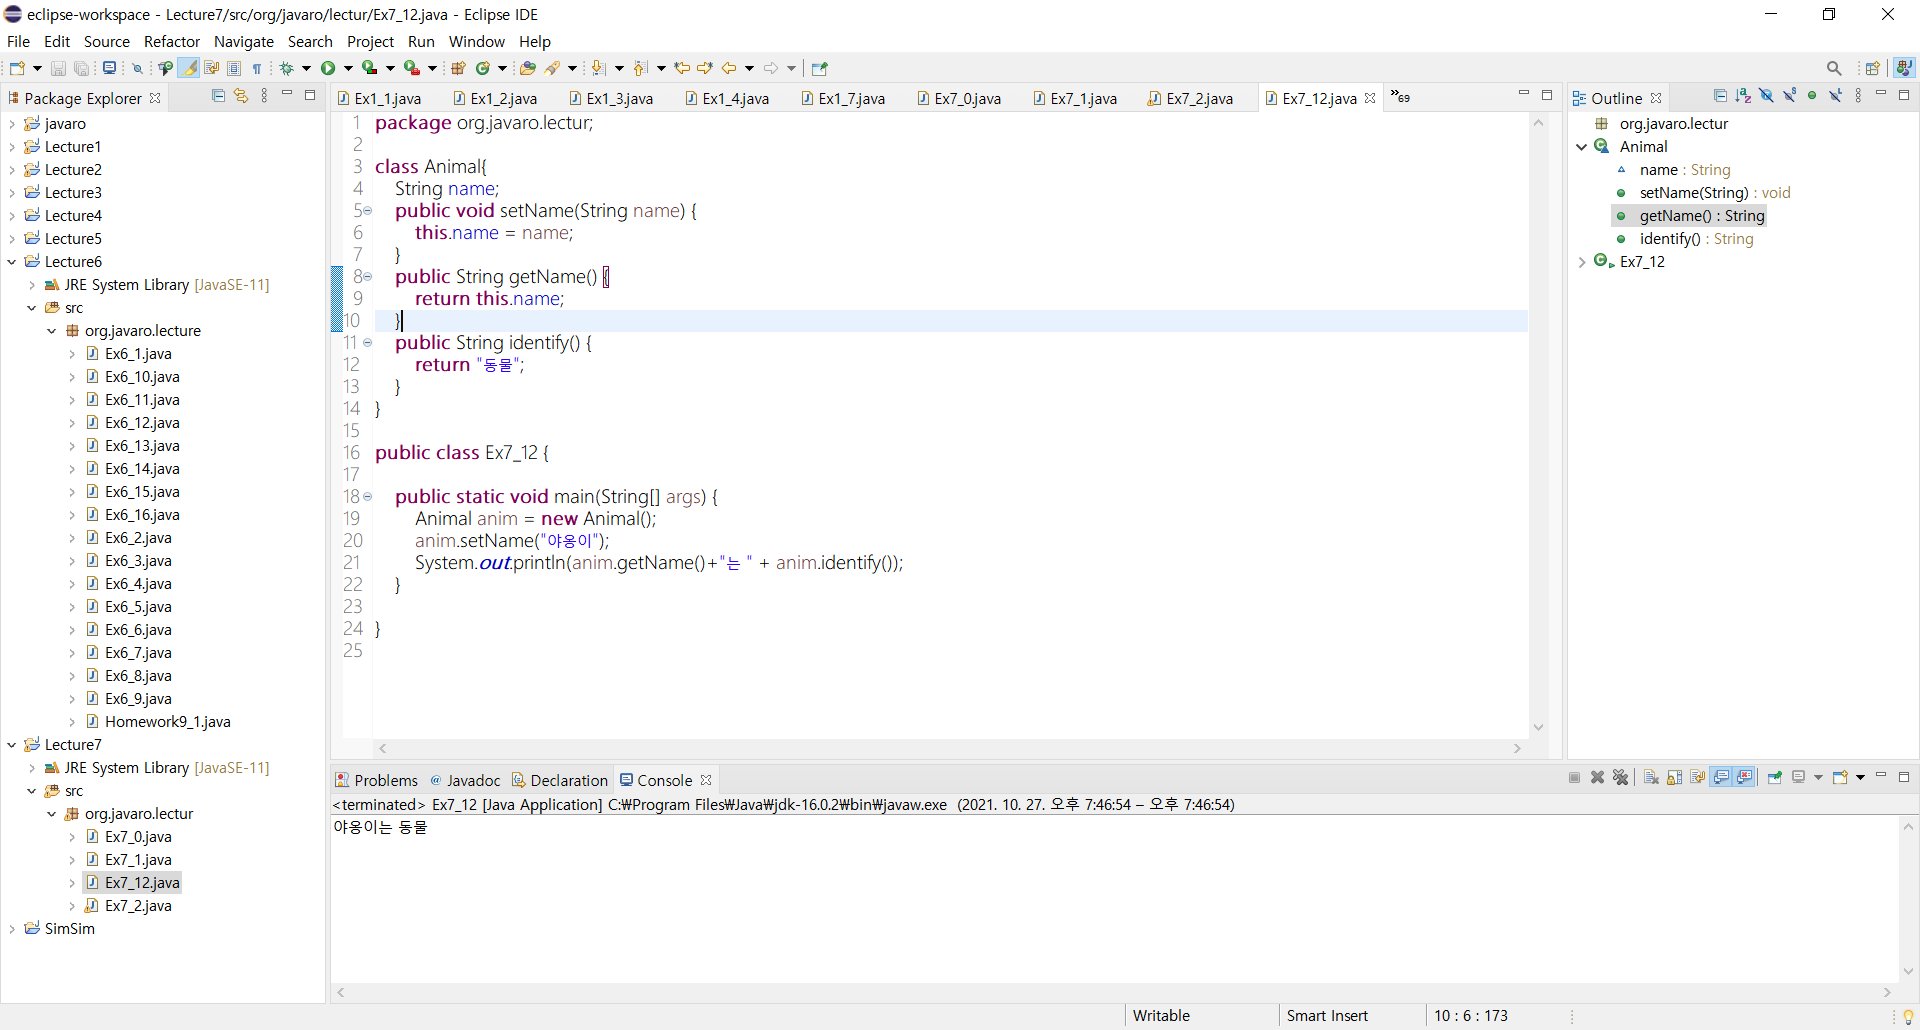 eclipse-workspace - Lecture7/src/org/javaro/lectur/Ex7_12.java - Eclipse IDE
File Edit Source Refactor Navigate Search Project Run Window Help
Package Explorer
javaro
Lecture1
Lecture2
Lecture3
Lecture4
Lecture5
Lecture6
JRE System Library [JavaSE-11]
src
org.javaro.lecture
Ex6_1.java
Ex6_10.java
Ex6_11.java
Ex6_12.java
Ex6_13.java
Ex6_14.java
Ex6_15.java
Ex6_16.java
Ex6_2.java
Ex6_3.java
Ex6_4.java
Ex6_5.java
Ex6_6.java
Ex6_7.java
Ex6_8.java
Ex6_9.java
Homework9_1.java
Lecture7
JRE System Library [JavaSE-11]
src
org.javaro.lectur
Ex7_0.java
Ex7_1.java
Ex7_12.java
Ex7_2.java
SimSim
Ex1_1.java Ex1_2.java Ex1_3.java Ex1_4.java Ex1_7.java Ex7_0.java Ex7_1.java Ex7_2.java Ex7_12.java »69
1 package org.javaro.lectur;
2
3 class Animal{
4 String name;
5 public void setName(String name) {
6 this.name = name;
7 }
8 public String getName() {
9 return this.name;
10 }
11 public String identify() {
12 return "동물";
13 }
14 }
15
16 public class Ex7_12 {
17
18 public static void main(String[] args) {
19 Animal anim = new Animal();
20 anim.setName("야옹이");
21 System.out.println(anim.getName()+"는 " + anim.identify());
22 }
23
24 }
25
Outline
org.javaro.lectur
Animal
name : String
setName(String) : void
getName() : String
identify() : String
Ex7_12
Problems @ Javadoc Declaration Console
<terminated> Ex7_12 [Java Application] C:₩Program Files₩Java₩jdk-16.0.2₩bin₩javaw.exe (2021. 10. 27. 오후 7:46:54 – 오후 7:46:54)
야옹이는 동물
Writable Smart Insert 10 : 6 : 173